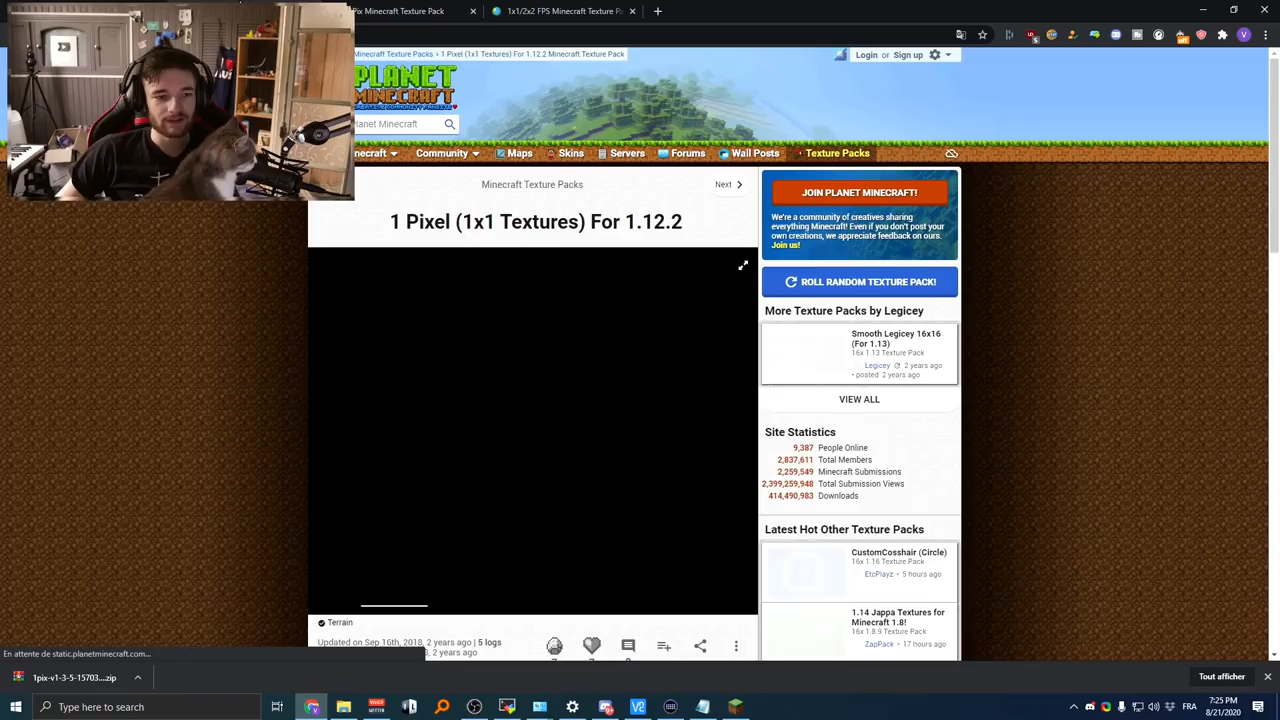 Pix
1/12.2 FPS Packs
Minecraft Texture Packs > 1 Pixel (1x1 Textures) For 1.12.2 Minecraft Texture Pack
Login or Sign up
PLANET
MINECRAFT
lanet Minecraft
necraft
Community
Maps
Skins
Servers
Forums
Wall Posts
Texture Packs
Minecraft Texture Packs
Next
1 Pixel (1x1 Textures) For 1.12.2
JOIN PLANET MINECRAFT!
We're a community of creatives sharing
everything Minecraft! Even if you don't post your
own creations, we appreciate feedback on ours.
Join us!
ROLL RANDOM TEXTURE PACK!
More Texture Packs by Legicey
Smooth Legicey 16x16
(For 1.13)
16x 1.13 Texture Pack
Legicey 2 years ago
• posted 2 years ago
VIEW ALL
Site Statistics
9,387 People Online
2,837,611 Total Members
2,259,549 Minecraft Submissions
2,399,259,948 Total Submission Views
414,490,983 Downloads
Latest Hot Other Texture Packs
CustomCosshair (Circle)
16x 1.16 Texture Pack
EtcPlayz • 5 hours ago
1.14 Jappa Textures for
Minecraft 1.8!
16x 1.8.9 Texture Pack
ZapPack • 17 hours ago
Terrain
Updated on Sep 16th, 2018, 2 years ago | 5 logs
, 2 years ago
En attente de static.planetminecraft.com...
1pix-v1-3-5-15703....zip
Tout afficher
Type here to search
FRA
7:25 PM
8/21/2020